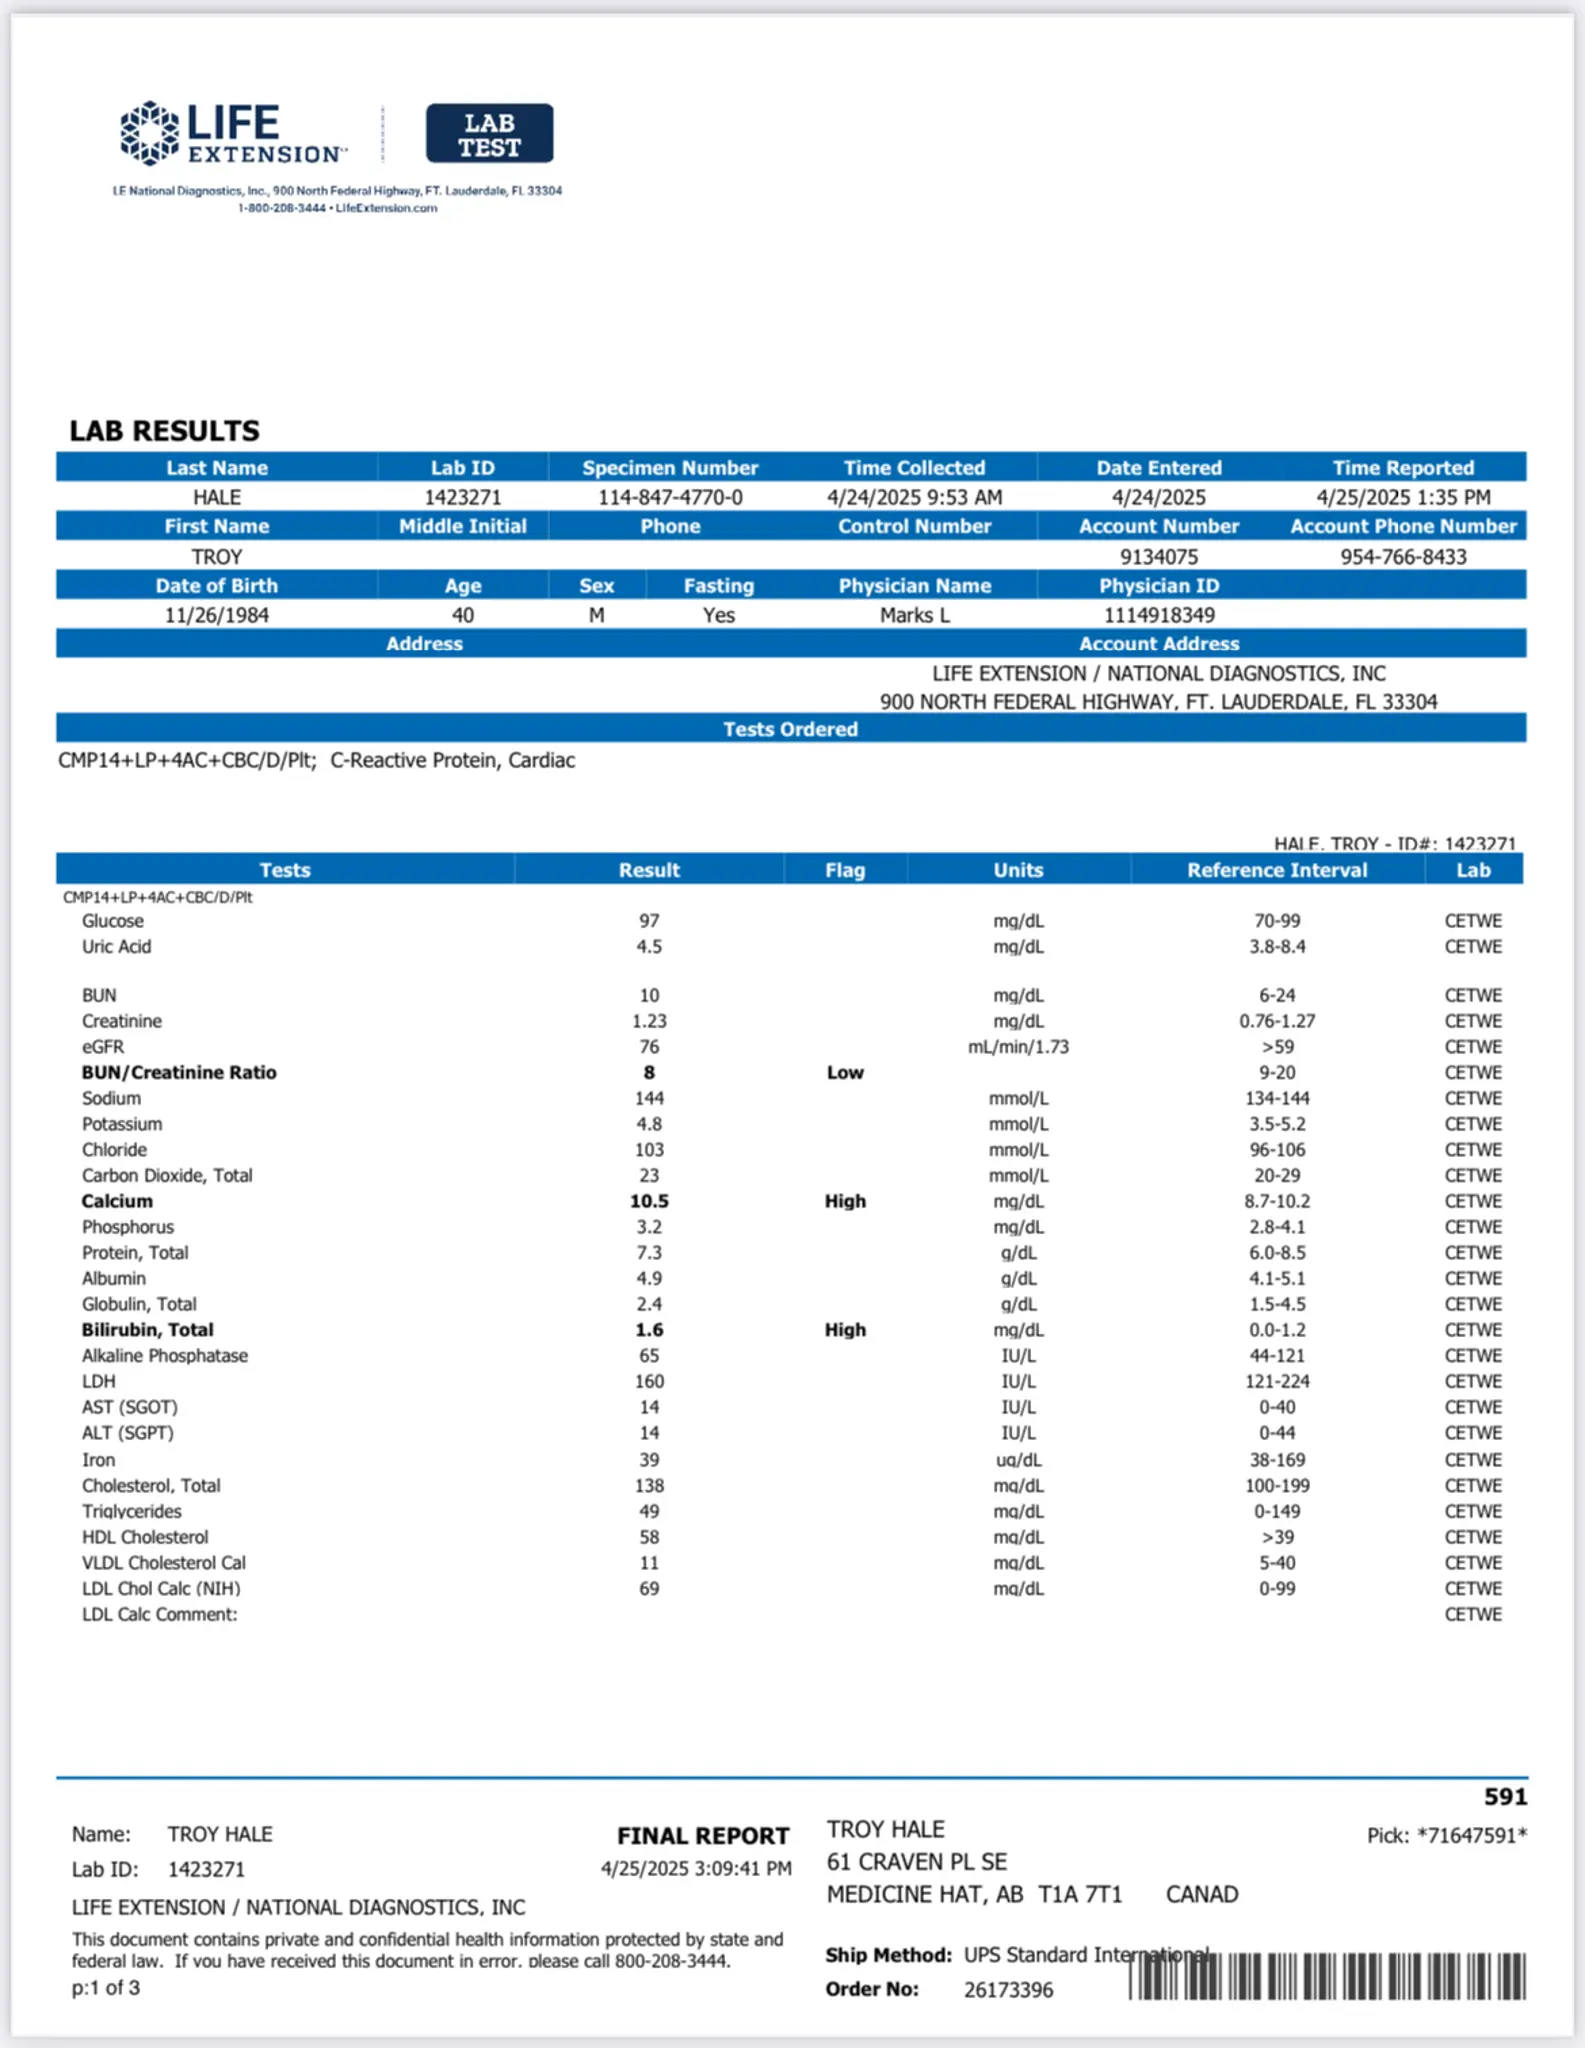 LIFE EXTENSION™ LAB TEST
LE National Diagnostics, Inc., 900 North Federal Highway, FT. Lauderdale, FL 33304
1-800-208-3444 • LifeExtension.com
LAB RESULTS
Last Name Lab ID Specimen Number Time Collected Date Entered Time Reported
HALE 1423271 114-847-4770-0 4/24/2025 9:53 AM 4/24/2025 4/25/2025 1:35 PM
First Name Middle Initial Phone Control Number Account Number Account Phone Number
TROY 9134075 954-766-8433
Date of Birth Age Sex Fasting Physician Name Physician ID
11/26/1984 40 M Yes Marks L 1114918349
Address Account Address
LIFE EXTENSION / NATIONAL DIAGNOSTICS, INC
900 NORTH FEDERAL HIGHWAY, FT. LAUDERDALE, FL 33304
Tests Ordered
CMP14+LP+4AC+CBC/D/Plt; C-Reactive Protein, Cardiac
HALE, TROY - ID#: 1423271
Tests Result Flag Units Reference Interval Lab
CMP14+LP+4AC+CBC/D/Plt
Glucose 97 mg/dL 70-99 CETWE
Uric Acid 4.5 mg/dL 3.8-8.4 CETWE
BUN 10 mg/dL 6-24 CETWE
Creatinine 1.23 mg/dL 0.76-1.27 CETWE
eGFR 76 mL/min/1.73 >59 CETWE
BUN/Creatinine Ratio 8 Low 9-20 CETWE
Sodium 144 mmol/L 134-144 CETWE
Potassium 4.8 mmol/L 3.5-5.2 CETWE
Chloride 103 mmol/L 96-106 CETWE
Carbon Dioxide, Total 23 mmol/L 20-29 CETWE
Calcium 10.5 High mg/dL 8.7-10.2 CETWE
Phosphorus 3.2 mg/dL 2.8-4.1 CETWE
Protein, Total 7.3 g/dL 6.0-8.5 CETWE
Albumin 4.9 g/dL 4.1-5.1 CETWE
Globulin, Total 2.4 g/dL 1.5-4.5 CETWE
Bilirubin, Total 1.6 High mg/dL 0.0-1.2 CETWE
Alkaline Phosphatase 65 IU/L 44-121 CETWE
LDH 160 IU/L 121-224 CETWE
AST (SGOT) 14 IU/L 0-40 CETWE
ALT (SGPT) 14 IU/L 0-44 CETWE
Iron 39 ug/dL 38-169 CETWE
Cholesterol, Total 138 mg/dL 100-199 CETWE
Triglycerides 49 mg/dL 0-149 CETWE
HDL Cholesterol 58 mg/dL >39 CETWE
VLDL Cholesterol Cal 11 mg/dL 5-40 CETWE
LDL Chol Calc (NIH) 69 mg/dL 0-99 CETWE
LDL Calc Comment: CETWE
591
Name: TROY HALE FINAL REPORT TROY HALE Pick: *71647591*
Lab ID: 1423271 4/25/2025 3:09:41 PM 61 CRAVEN PL SE
MEDICINE HAT, AB T1A 7T1 CANAD
LIFE EXTENSION / NATIONAL DIAGNOSTICS, INC
This document contains private and confidential health information protected by state and
federal law. If you have received this document in error, please call 800-208-3444.
Ship Method: UPS Standard International
p:1 of 3 Order No: 26173396